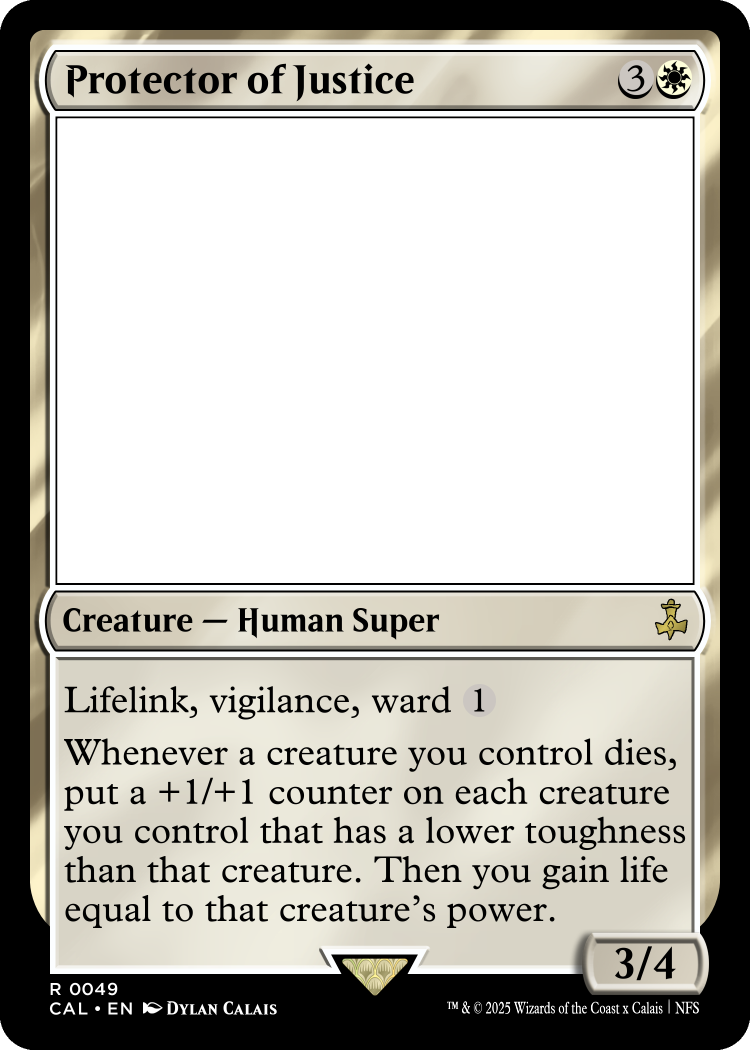 Protector of Justice 3
Creature — Human Super
Lifelink, vigilance, ward 1
Whenever a creature you control dies,
put a +1/+1 counter on each creature
you control that has a lower toughness
than that creature. Then you gain life
equal to that creature’s power.
3/4
R 0049
CAL • EN Dylan Calais
™ & © 2025 Wizards of the Coast x Calais | NFS